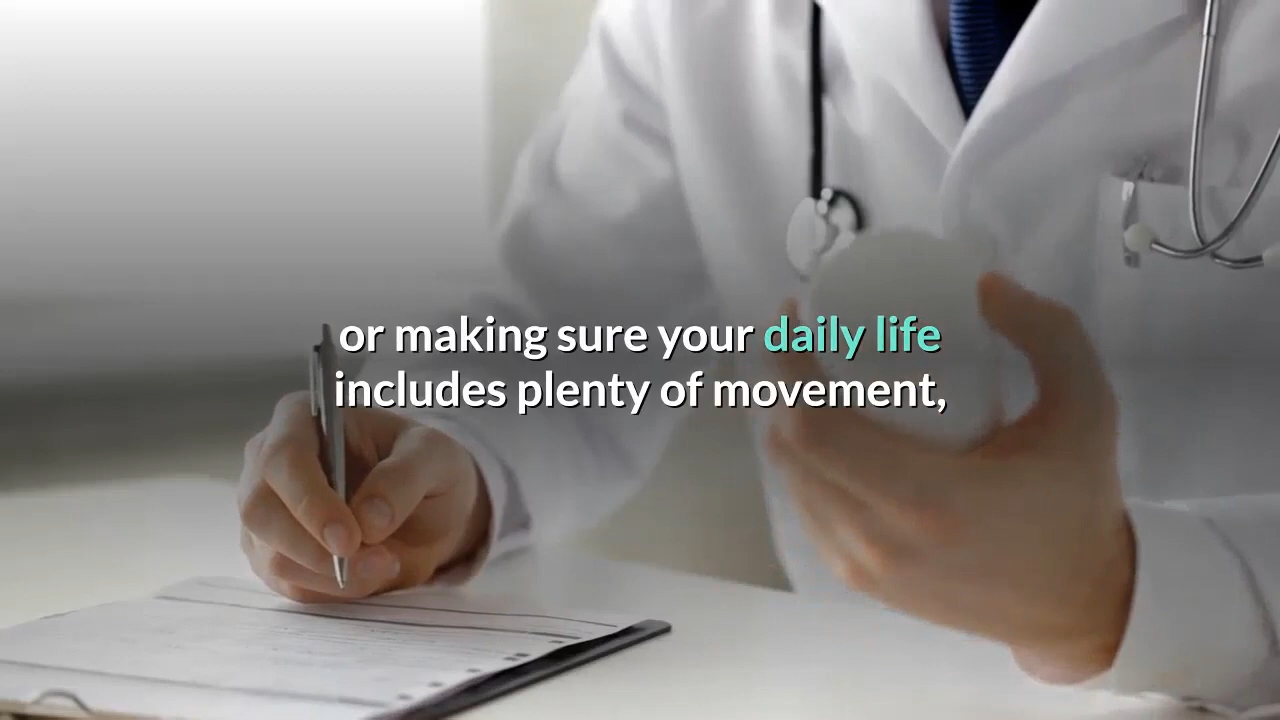 or making sure your daily life
includes plenty of movement,